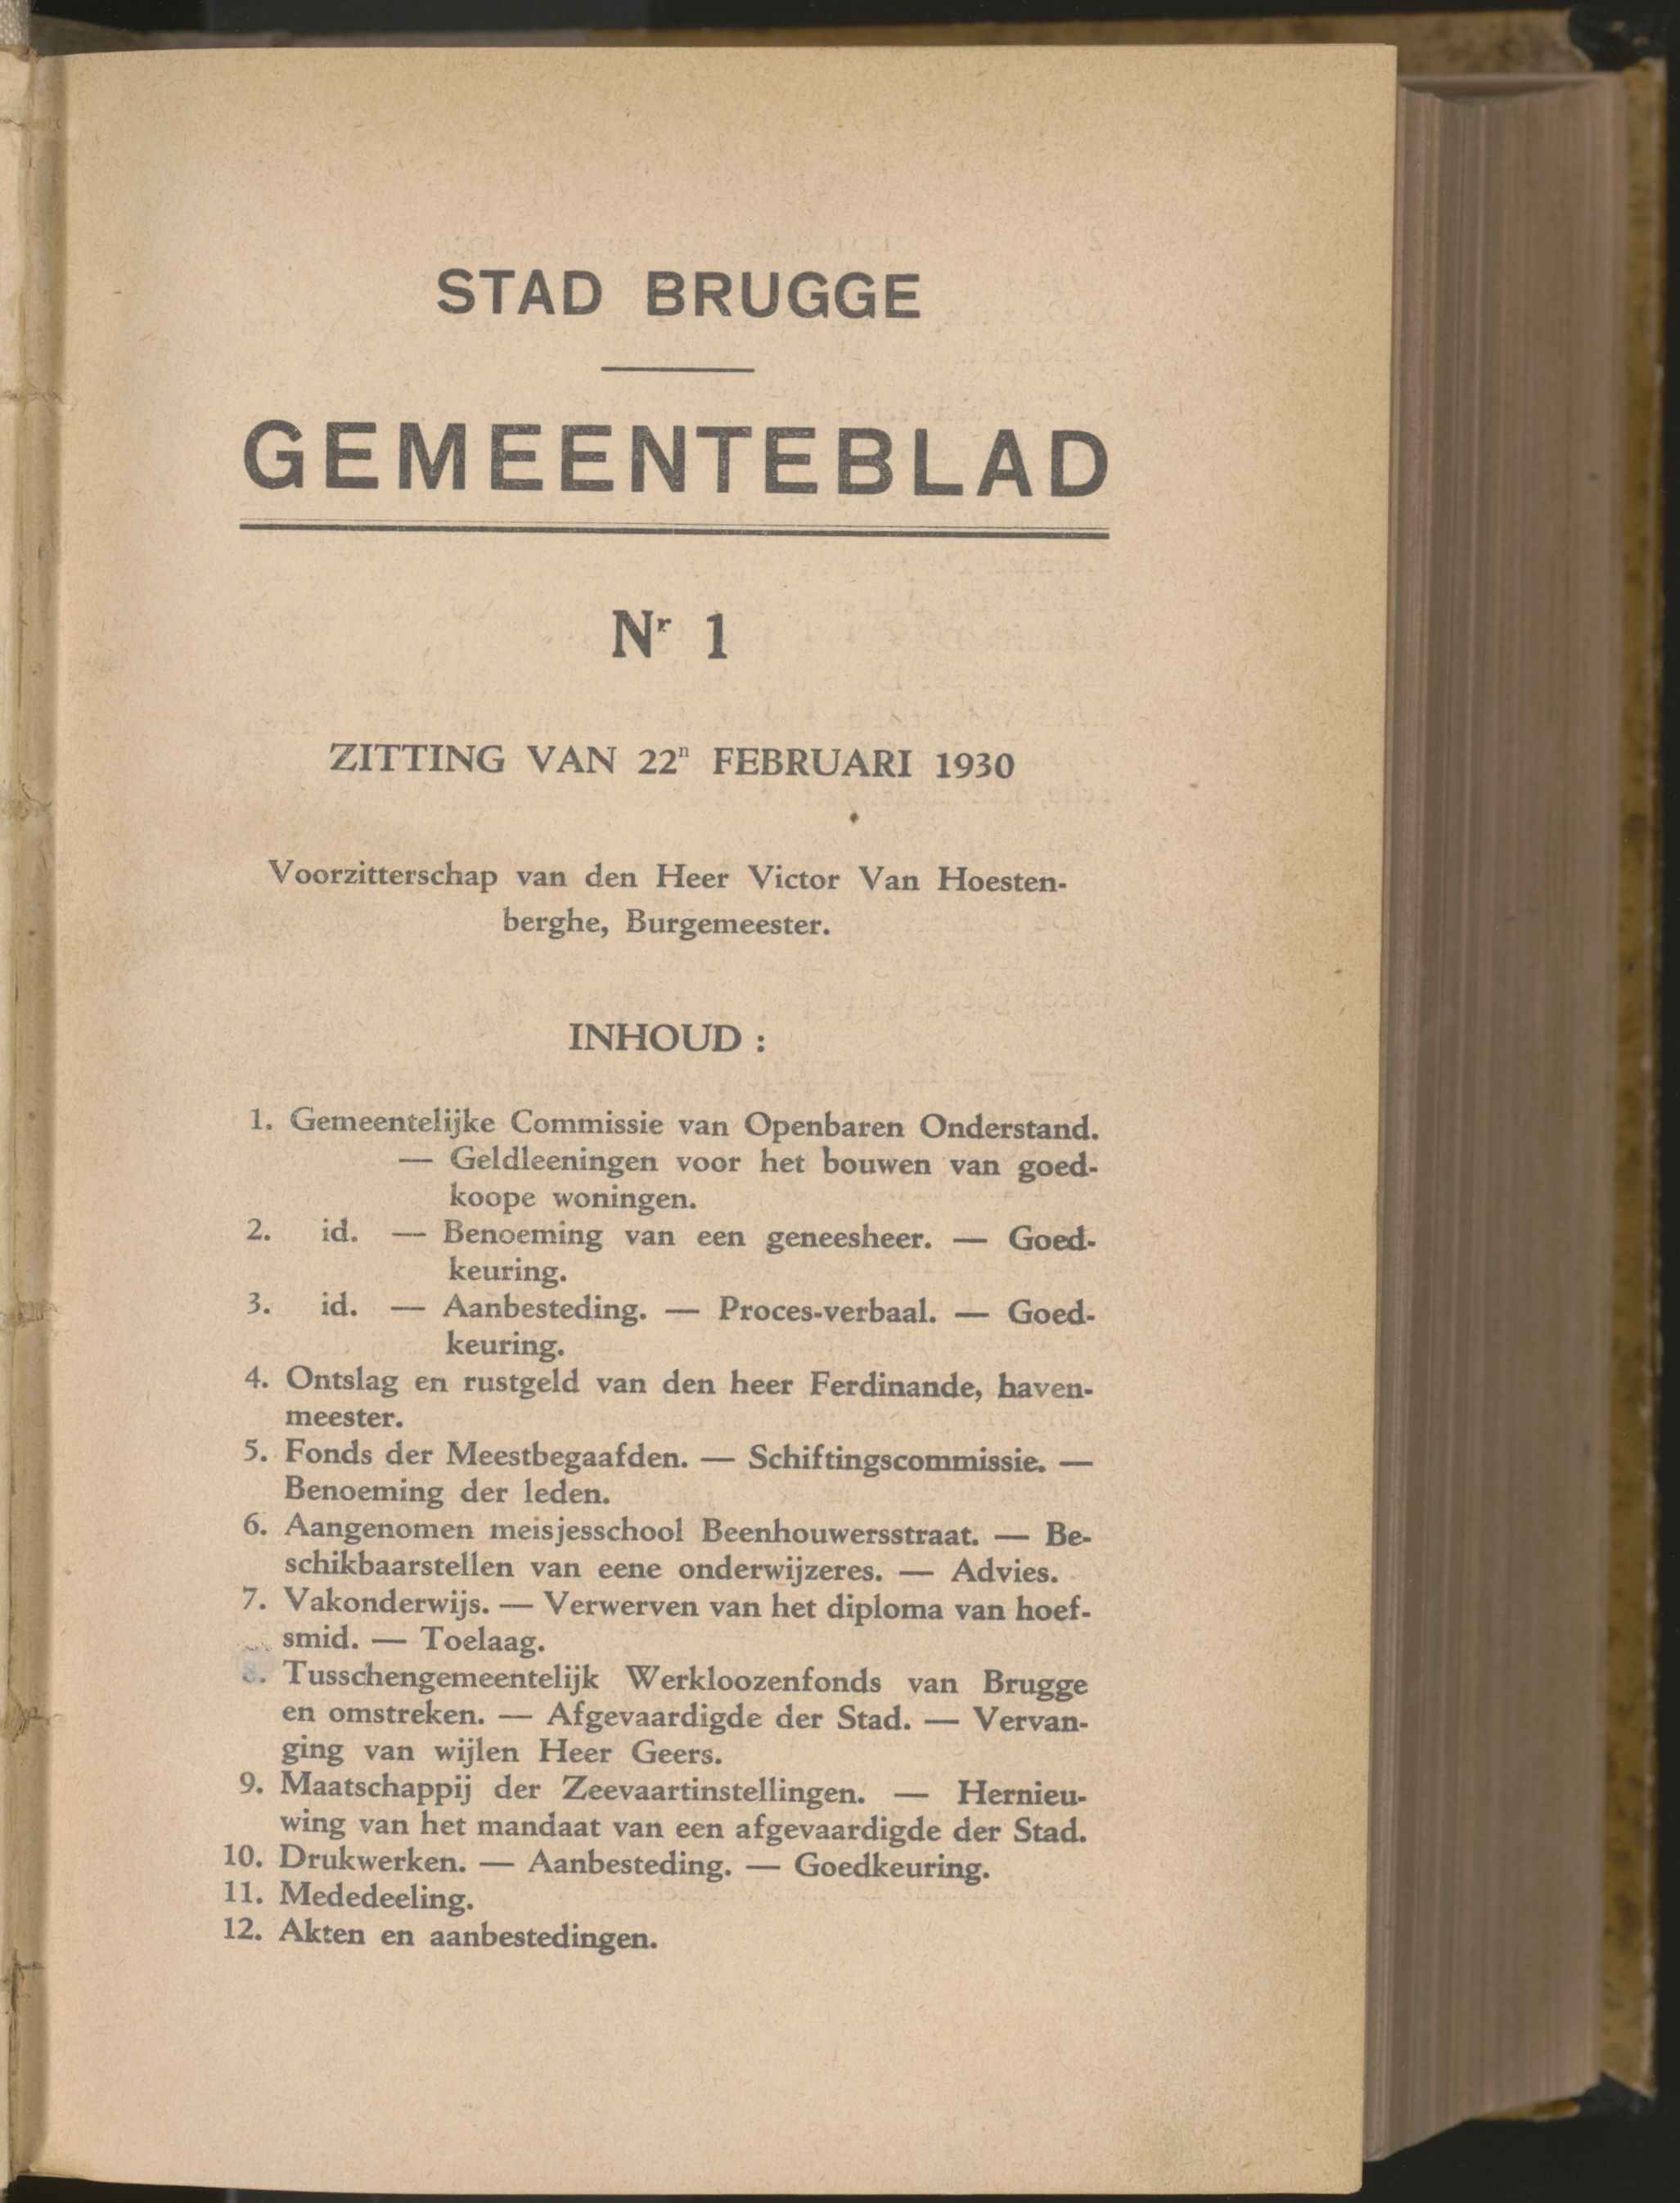 STAD BRUGGE
GEMEENTEBLAD
Nr 1
ZITTING VAN 22n FEBRUARI 1930
Voorzitterschap van den Heer Victor Van Hoesten-
berghe, Burgemeester.
INHOUD :
1. Gemeentelijke Commissie van Openbaren Onderstand.
— Geldleeningen voor het bouwen van goed-
koope woningen.
2. id. — Benoeming van een geneesheer. — Goed-
keuring.
3. id. — Aanbesteding. — Proces-verbaal. — Goed-
keuring.
4. Ontslag en rustgeld van den heer Ferdinande, haven-
meester.
5. Fonds der Meestbegaafden. — Schiftingscommissie. —
Benoeming der leden.
6. Aangenomen meisjesschool Beenhouwersstraat. — Be-
schikbaarstellen van eene onderwijzeres. — Advies.
7. Vakonderwijs. — Verwerven van het diploma van hoef-
smid. — Toelaag.
8. Tusschengemeentelijk Werkloozenfonds van Brugge
en omstreken. — Afgevaardigde der Stad. — Vervan-
ging van wijlen Heer Geers.
9. Maatschappij der Zeevaartinstellingen. — Hernieu-
wing van het mandaat van een afgevaardigde der Stad.
10. Drukwerken. — Aanbesteding. — Goedkeuring.
11. Mededeeling.
12. Akten en aanbestedingen.